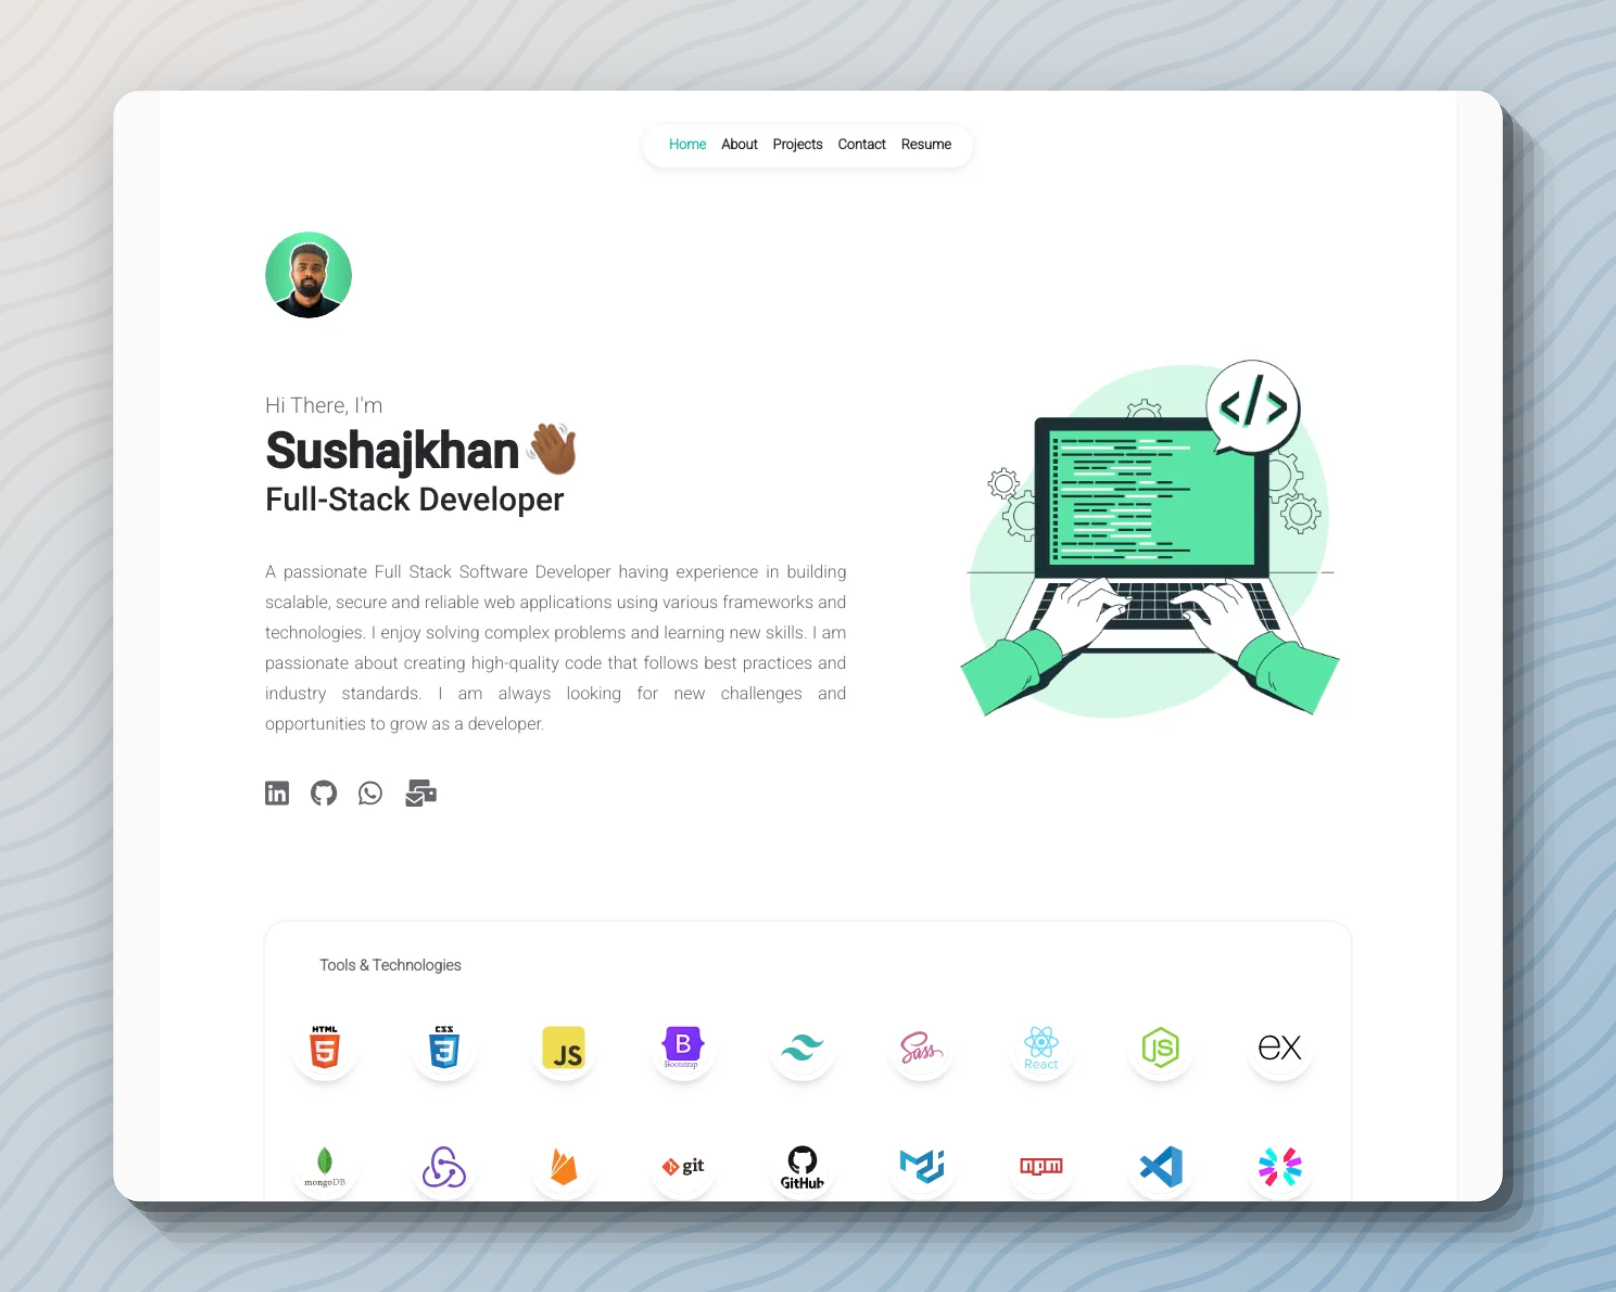 Home About Projects Contact Resume
Hi There, I'm
Sushajkhan
Full-Stack Developer
A passionate Full Stack Software Developer having experience in building
scalable, secure and reliable web applications using various frameworks and
technologies. I enjoy solving complex problems and learning new skills. I am
passionate about creating high-quality code that follows best practices and
industry standards. I am always looking for new challenges and
opportunities to grow as a developer.
in
</>
Tools & Technologies
HTML
5
CSS
3
JS
B
Bootstrap
Sass
React
JS
ex
mongoDB
git
GitHub
npm